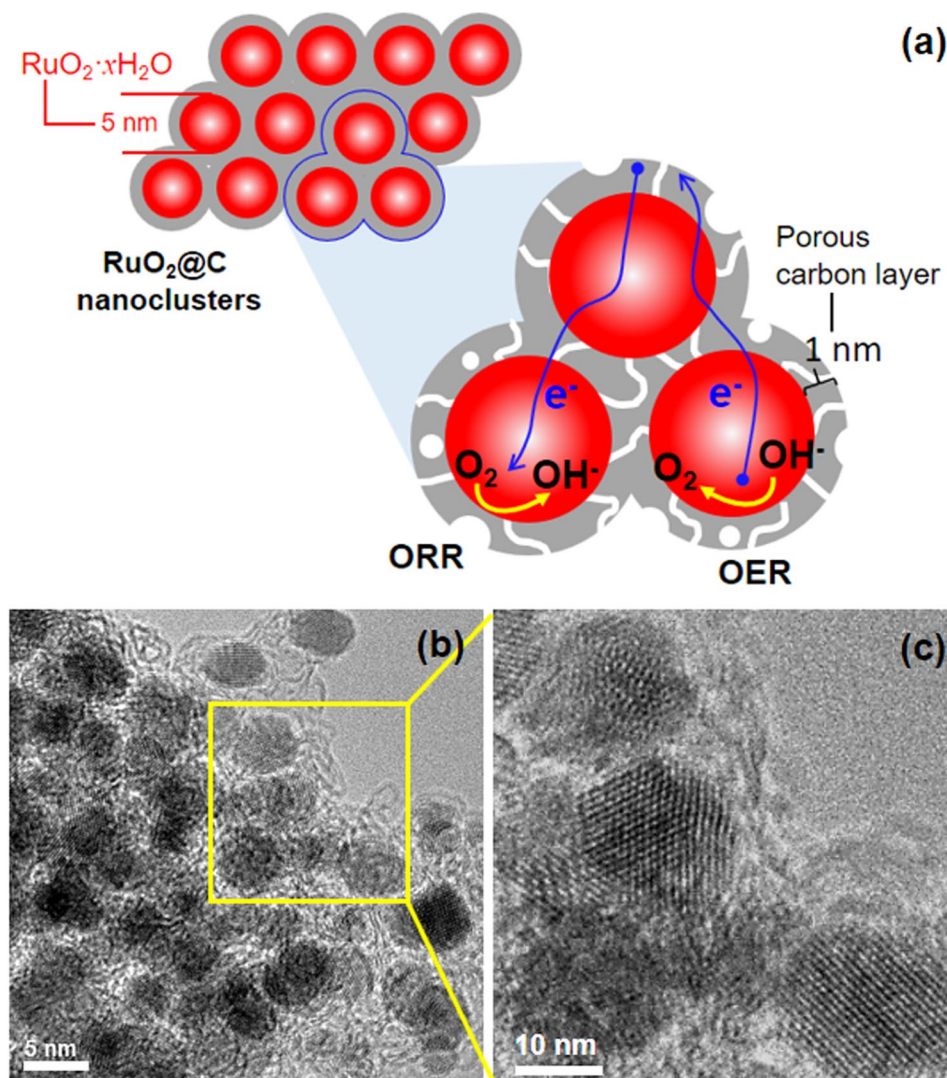 (a)
RuO₂·xH₂O
5 nm
RuO₂@C
nanoclusters
Porous
carbon layer
1 nm
e⁻
e⁻
O₂
OH⁻
O₂
OH⁻
ORR
OER
(b)
(c)
5 nm
10 nm